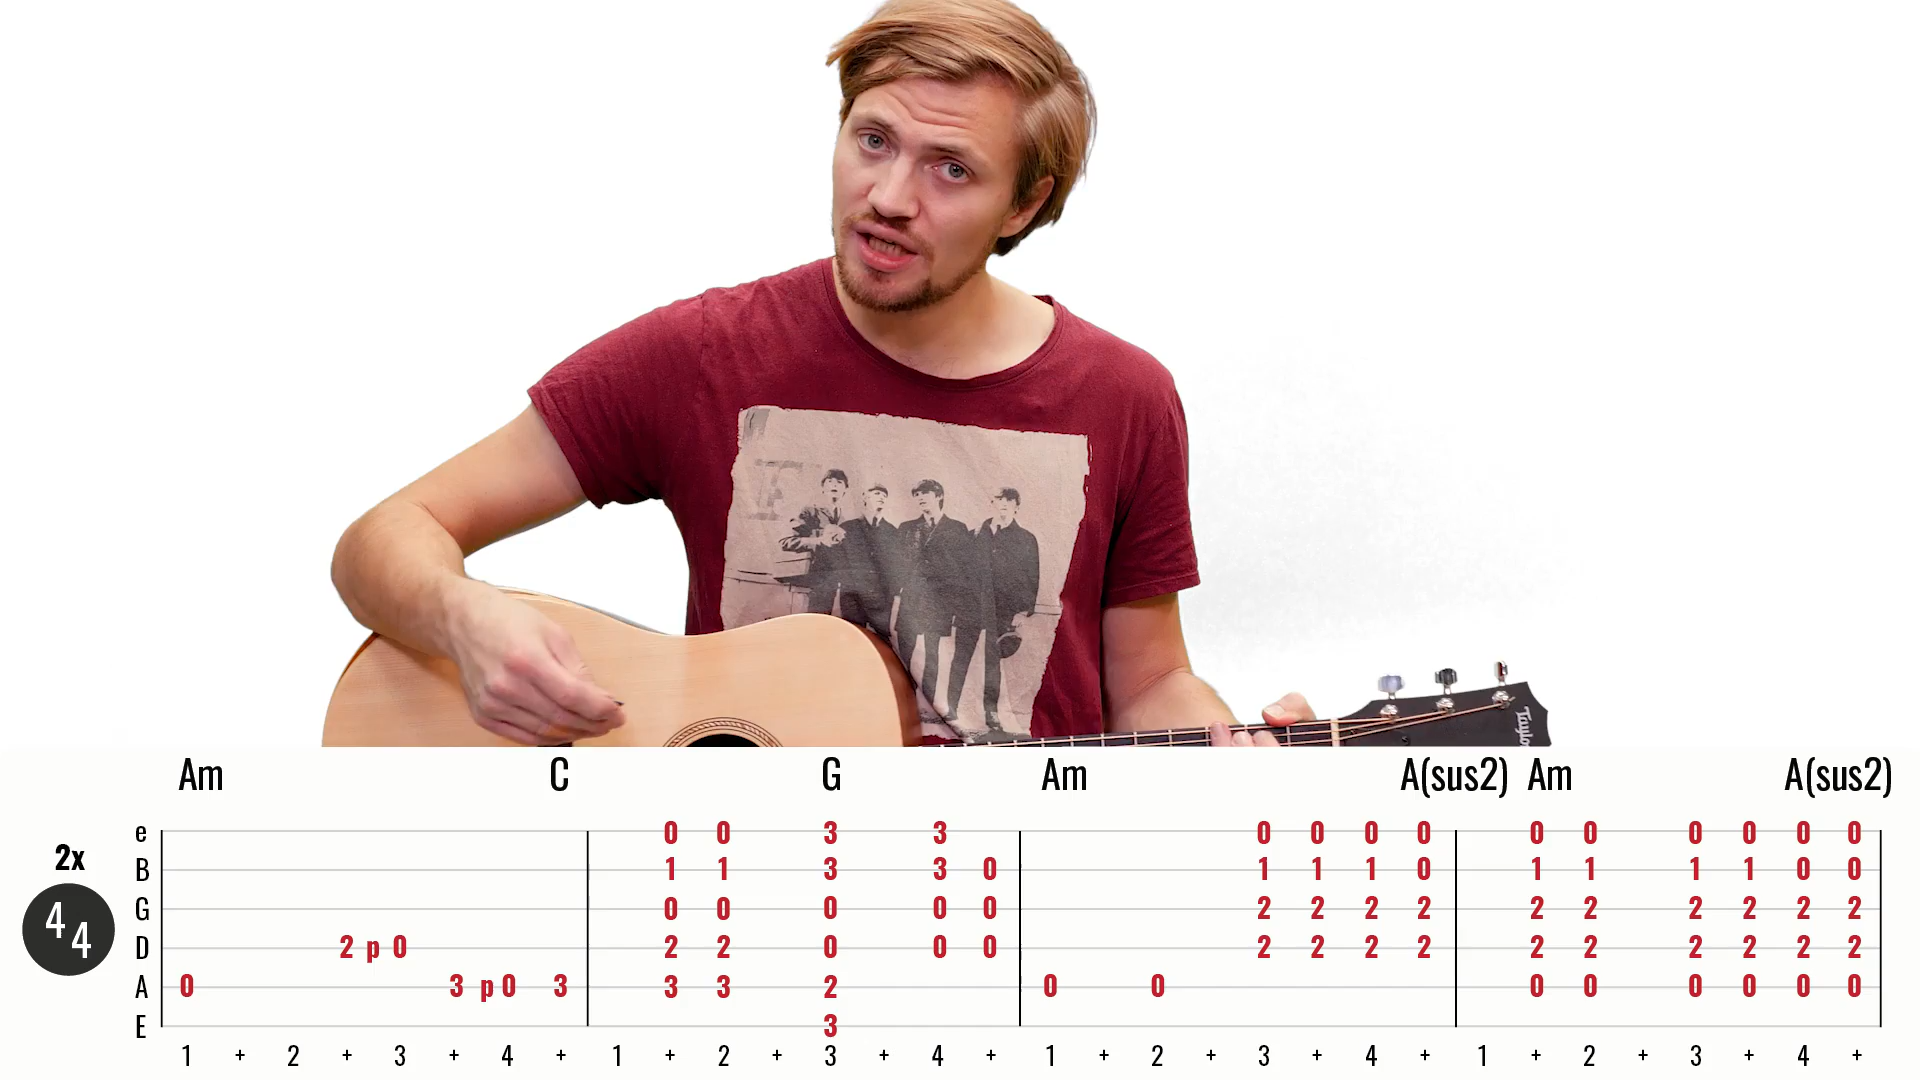 Taylo
Am C G Am A(sus2) Am A(sus2)
e 0 0 3 3 0 0 0 0 0 0 0 0 0 0
2x B 1 1 3 3 0 1 1 1 0 1 1 1 1 0 0
G 0 0 0 0 0 2 2 2 2 2 2 2 2 2 2
4 4 D 2 p 0 2 2 0 0 0 2 2 2 2 2 2 2 2 2 2
A 0 3 p 0 3 3 3 2 0 0 0 0 0 0 0 0
E 3
1 + 2 + 3 + 4 + 1 + 2 + 3 + 4 + 1 + 2 + 3 + 4 + 1 + 2 + 3 + 4 +